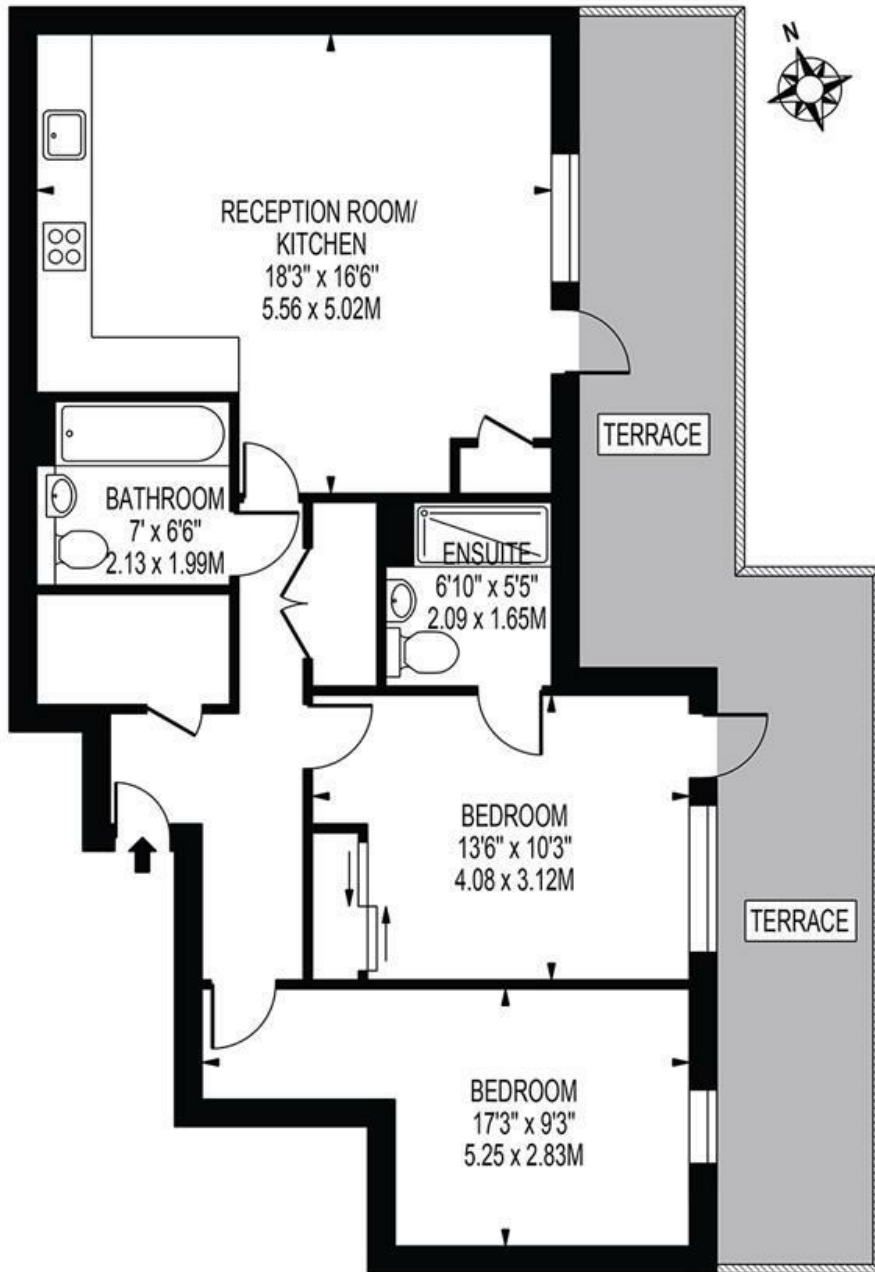 N
RECEPTION ROOM/
KITCHEN
18'3" x 16'6"
5.56 x 5.02M
TERRACE
BATHROOM
7' x 6'6"
2.13 x 1.99M
ENSUITE
6'10" x 5'5"
2.09 x 1.65M
BEDROOM
13'6" x 10'3"
4.08 x 3.12M
TERRACE
BEDROOM
17'3" x 9'3"
5.25 x 2.83M